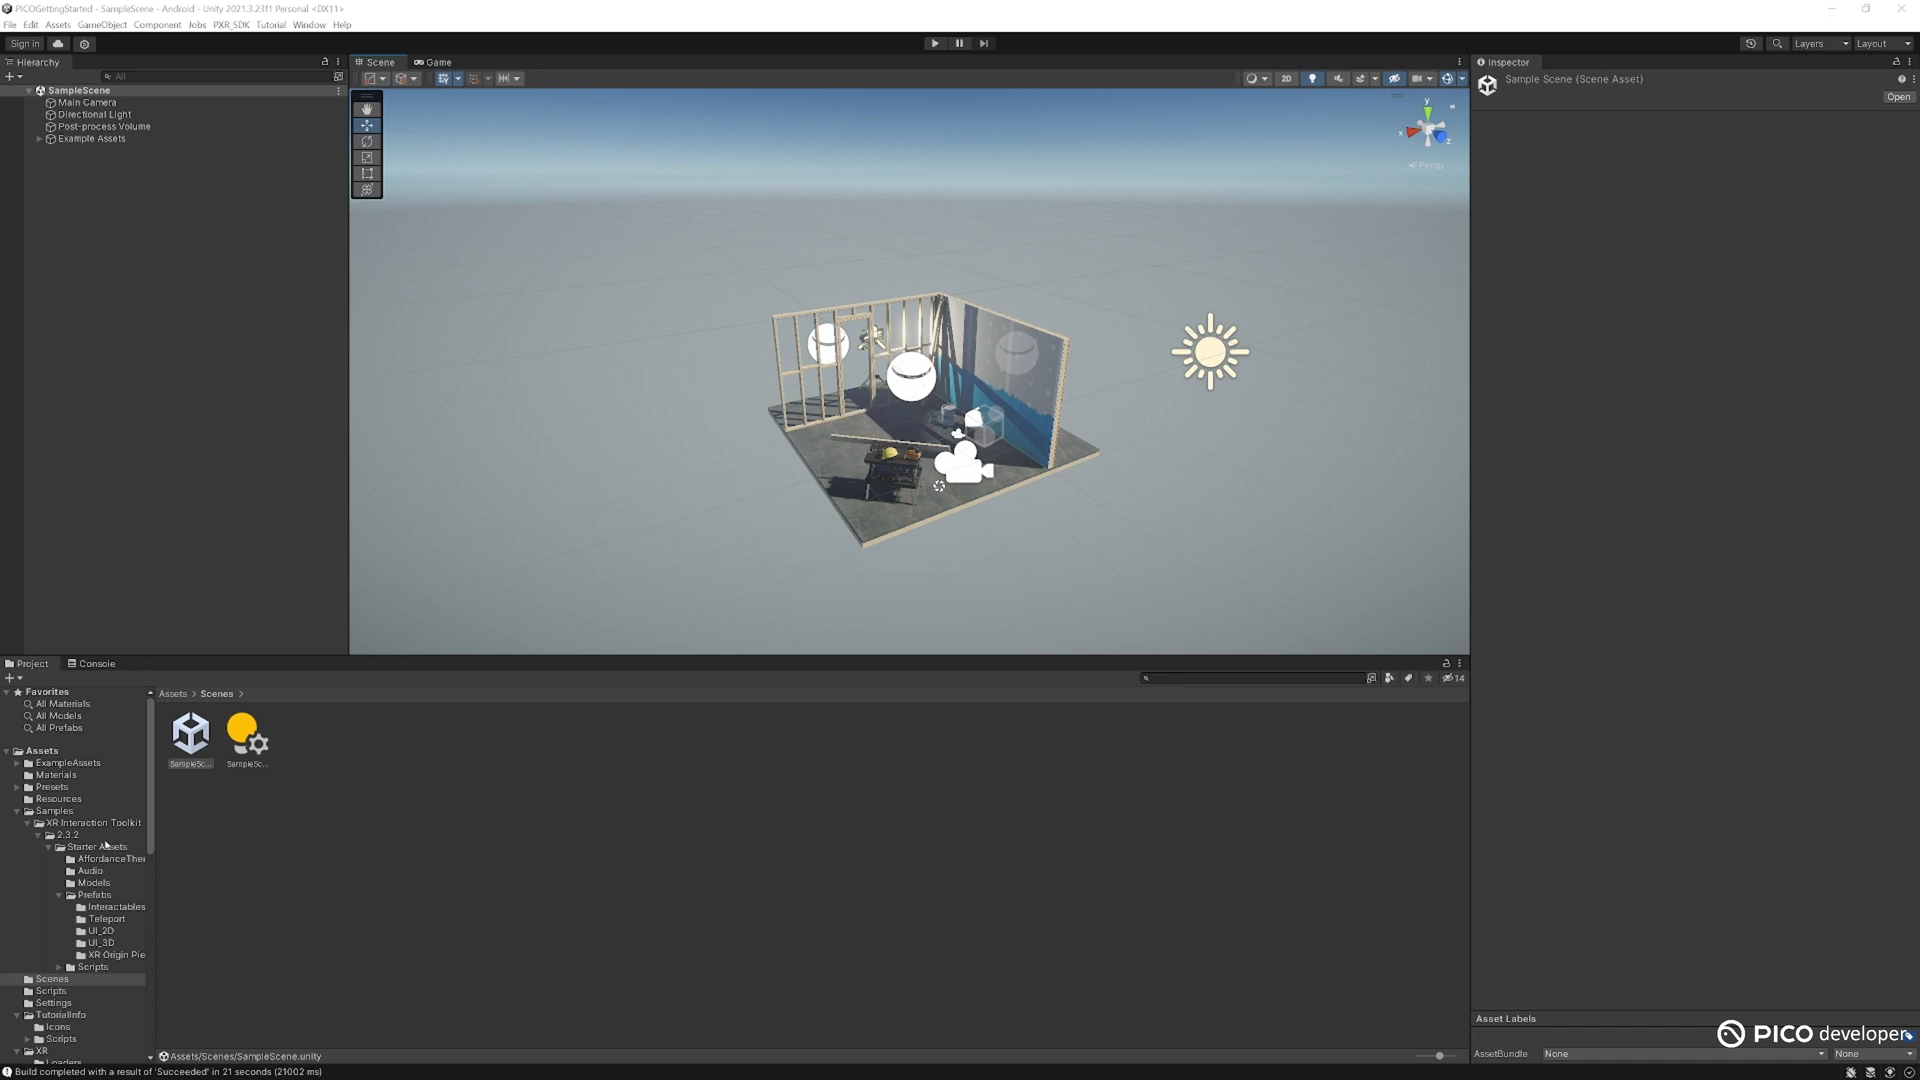 PICOGettingStarted - SampleScene - Android - Unity 2021.3.23f1 Personal <DX11>
File Edit Assets GameObject Component Jobs PXR_SDK Tutorial Window Help
Sign in
Layers
Layout
Hierarchy
All
SampleScene
Main Camera
Directional Light
Post-process Volume
Example Assets
Scene
Game
2D
y
x
z
Persp
Inspector
Sample Scene (Scene Asset)
Open
Project
Console
14
Favorites
All Materials
All Models
All Prefabs
Assets
ExampleAssets
Materials
Presets
Resources
Samples
XR Interaction Toolkit
2.3.2
Starter Assets
AffordanceThe
Audio
Models
Prefabs
Interactables
Teleport
UI_2D
UI_3D
XR Origin Pie
Scripts
Scenes
Scripts
Settings
TutorialInfo
Icons
Scripts
XR
Loaders
Assets > Scenes >
SampleSc...
SampleSc...
Assets/Scenes/SampleScene.unity
Asset Labels
PICO developer
AssetBundle None None
Build completed with a result of 'Succeeded' in 21 seconds (21002 ms)